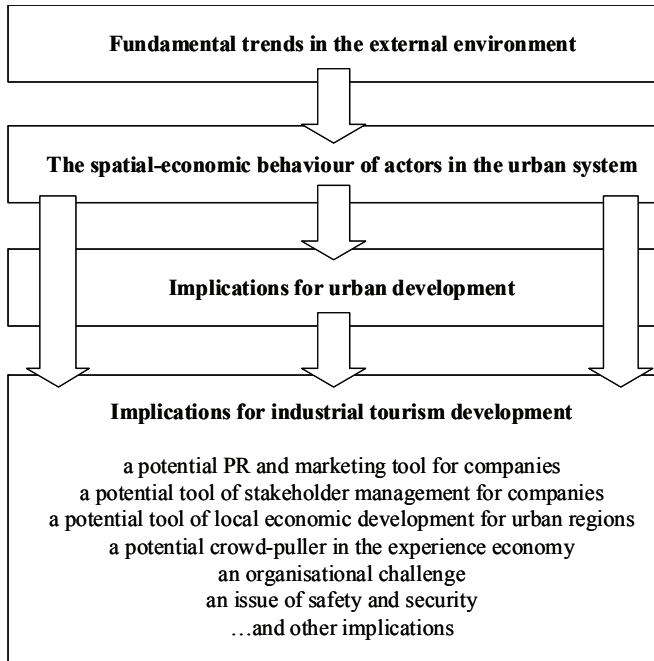 Fundamental trends in the external environment
The spatial-economic behaviour of actors in the urban system
Implications for urban development
Implications for industrial tourism development
a potential PR and marketing tool for companies
a potential tool of stakeholder management for companies
a potential tool of local economic development for urban regions
a potential crowd-puller in the experience economy
an organisational challenge
an issue of safety and security
…and other implications